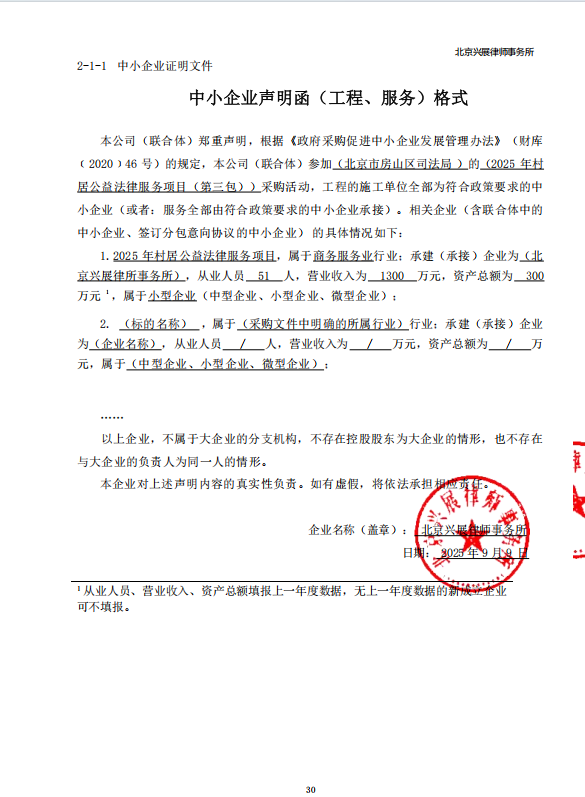 北京兴展律师事务所
2-1-1 中小企业证明文件
中小企业声明函（工程、服务）格式
本公司（联合体）郑重声明，根据《政府采购促进中小企业发展管理办法》（财库
﹝2020﹞46 号）的规定，本公司（联合体）参加（北京市房山区司法局 ）的（2025 年村
居公益法律服务项目（第三包））采购活动，工程的施工单位全部为符合政策要求的中
小企业（或者：服务全部由符合政策要求的中小企业承接）。相关企业（含联合体中的
中小企业、签订分包意向协议的中小企业） 的具体情况如下：
1. 2025 年村居公益法律服务项目，属于商务服务业行业；承建（承接）企业为（北
京兴展律所事务所），从业人员 51 人，营业收入为 1300 万元，资产总额为 300
万元 1，属于小型企业（中型企业、小型企业、微型企业）；
2. （标的名称） ，属于（采购文件中明确的所属行业）行业；承建（承接）企业
为（企业名称），从业人员 / 人，营业收入为 / 万元，资产总额为 / 万
元，属于（中型企业、小型企业、微型企业）；
……
以上企业，不属于大企业的分支机构，不存在控股股东为大企业的情形，也不存在
与大企业的负责人为同一人的情形。
本企业对上述声明内容的真实性负责。如有虚假，将依法承担相应责任。
企业名称（盖章）： 北京兴展律师事务所
日期： 2025 年 9 月 9 日
北京兴展律师事务所
1 从业人员、营业收入、资产总额填报上一年度数据，无上一年度数据的新成立企业
可不填报。
30